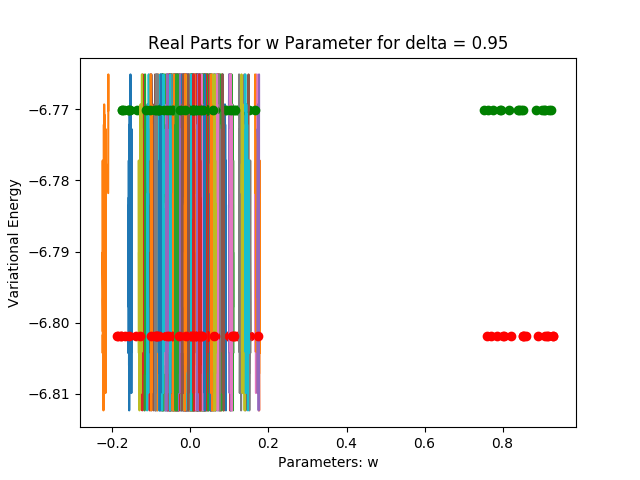 Real Parts for w Parameter for delta = 0.95
Variational Energy
−6.77
−6.78
−6.79
−6.80
−6.81
−0.2 0.0 0.2 0.4 0.6 0.8
Parameters: w